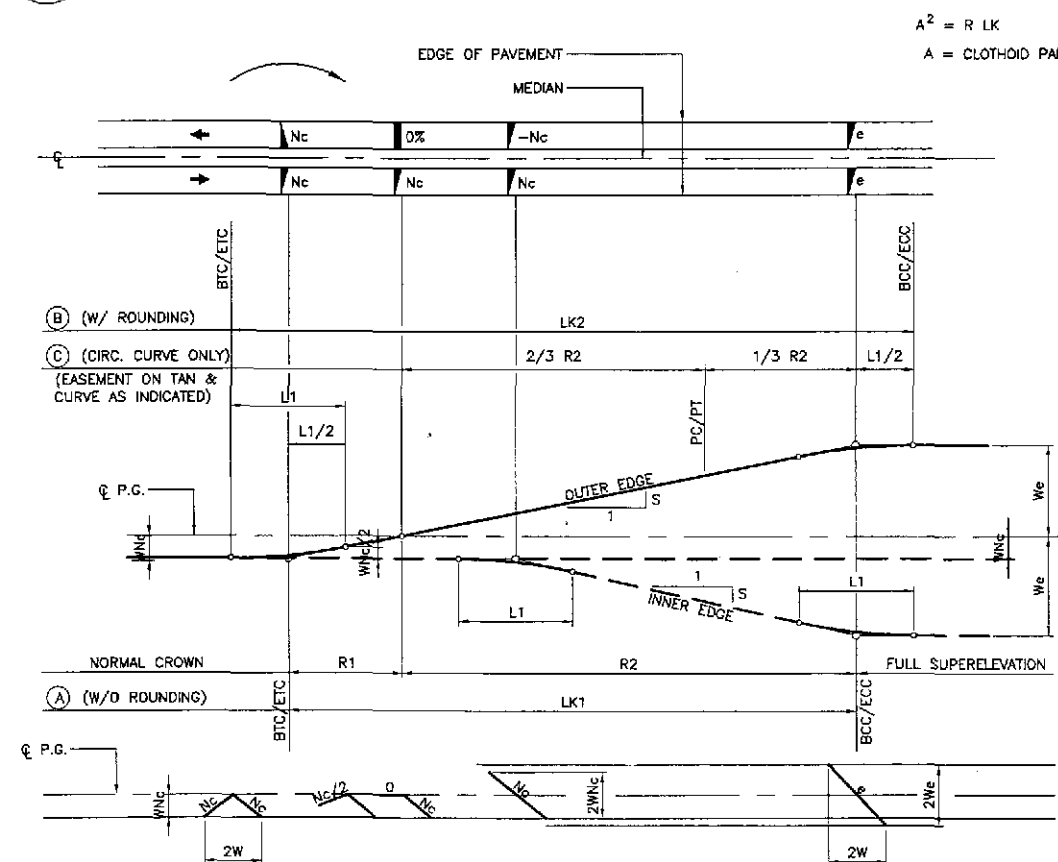 A² = R LK
A = CLOTHOID PA
EDGE OF PAVEMENT
MEDIAN
Nc 0% -Nc e
℄
Nc Nc Nc e
BTC/ETC
BCC/ECC
B (W/ ROUNDING) LK2
C (CIRC. CURVE ONLY) 2/3 R2 1/3 R2 L1/2
(EASEMENT ON TAN &
CURVE AS INDICATED)
L1
L1/2
PC/PT
℄ P.G.
OUTER EDGE
S
1
We
WNc
WNc/2
WNc
1
S
INNER EDGE
L1
L1
We
NORMAL CROWN R1 R2 FULL SUPERELEVATION
A (W/O ROUNDING) BTC/ETC LK1 BCC/ECC
℄ P.G.
WNc Nc Nc Nc/2 0 Nc Nc 2WNc e 2We
2W 2W